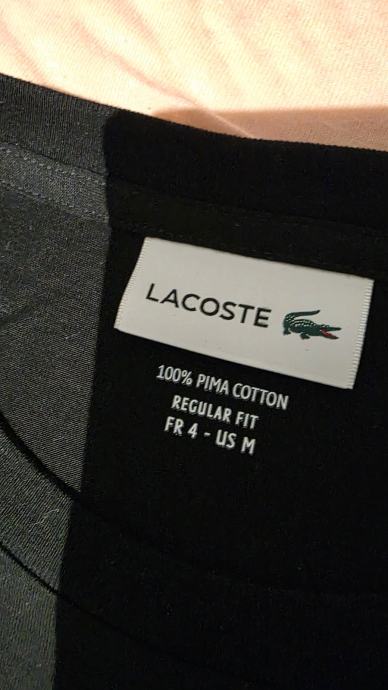 LACOSTE
100% PIMA COTTON
REGULAR FIT
FR 4 - US M